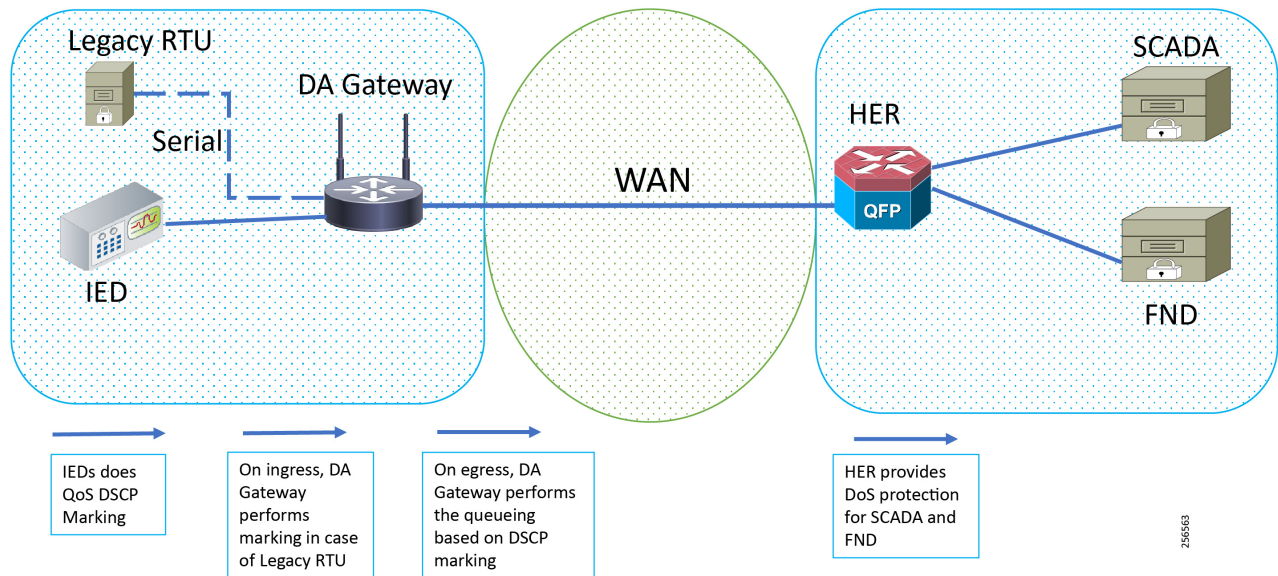 Legacy RTU
DA Gateway
Serial
IED
WAN
HER
QFP
SCADA
FND
IEDs does
QoS DSCP
Marking
On ingress, DA
Gateway
performs
marking in case
of Legacy RTU
On egress, DA
Gateway performs
the queueing
based on DSCP
marking
HER provides
DoS protection
for SCADA and
FND
256563